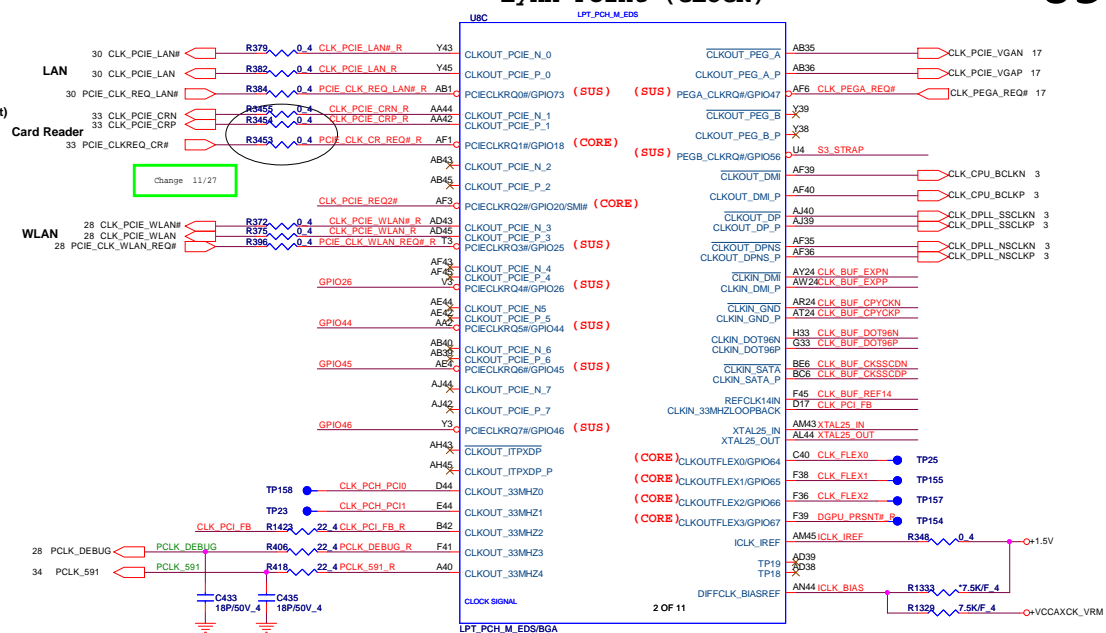 LPT_PCH_M_EDS
U8C
30 CLK_PCIE_LAN# R379 0_4 CLK_PCIE_LAN#_R Y43 CLKOUT_PCIE_N_0 CLKOUT_PEG_A AB35 CLK_PCIE_VGAN 17
LAN
30 CLK_PCIE_LAN R382 0_4 CLK_PCIE_LAN_R Y45 CLKOUT_PCIE_P_0 CLKOUT_PEG_A_P AB36 CLK_PCIE_VGAP 17
30 PCIE_CLK_REQ_LAN# R384 0_4 PCIE_CLK_REQ_LAN#_R AB1 PCIECLKRQ0#/GPIO73 (SUS) (SUS) PEGA_CLKRQ#/GPIO47 AF6 CLK_PEGA_REQ# CLK_PEGA_REQ# 17
t)
33 CLK_PCIE_CRN R3455 0_4 CLK_PCIE_CRN_R AA44 CLKOUT_PCIE_N_1 CLKOUT_PEG_B Y39
33 CLK_PCIE_CRP R3454 0_4 CLK_PCIE_CRP_R AA42 CLKOUT_PCIE_P_1
Card Reader
CLKOUT_PEG_B_P Y38
33 PCIE_CLKREQ_CR# R3453 0_4 PCIE_CLK_CR_REQ#_R AF1 PCIECLKRQ1#/GPIO18 (CORE)
(SUS) PEGB_CLKRQ#/GPIO56 U4 S3_STRAP
AB43 CLKOUT_PCIE_N_2
Change 11/27
CLKOUT_DMI AF39 CLK_CPU_BCLKN 3
AB45 CLKOUT_PCIE_P_2
CLKOUT_DMI_P AF40 CLK_CPU_BCLKP 3
CLK_PCIE_REQ2# AF3 PCIECLKRQ2#/GPIO20/SMI# (CORE)
CLKOUT_DP AJ40 CLK_DPLL_SSCLKN 3
28 CLK_PCIE_WLAN# R372 0_4 CLK_PCIE_WLAN#_R AD43 CLKOUT_PCIE_N_3 CLKOUT_DP_P AJ39 CLK_DPLL_SSCLKP 3
WLAN
28 CLK_PCIE_WLAN R375 0_4 CLK_PCIE_WLAN_R AD45 CLKOUT_PCIE_P_3
28 PCIE_CLK_WLAN_REQ# R396 0_4 PCIE_CLK_WLAN_REQ#_R T3 PCIECLKRQ3#/GPIO25 (SUS) CLKOUT_DPNS AF35 CLK_DPLL_NSCLKN 3
CLKOUT_DPNS_P AF36 CLK_DPLL_NSCLKP 3
AF43 CLKOUT_PCIE_N_4
AF45 CLKOUT_PCIE_P_4 CLKIN_DMI AY24 CLK_BUF_EXPN
GPIO26 V3 PCIECLKRQ4#/GPIO26 (SUS) CLKIN_DMI_P AW24 CLK_BUF_EXPP
AE44 CLKOUT_PCIE_N5 CLKIN_GND AR24 CLK_BUF_CPYCKN
AE42 CLKOUT_PCIE_P_5 CLKIN_GND_P AT24 CLK_BUF_CPYCKP
GPIO44 AA2 PCIECLKRQ5#/GPIO44 (SUS)
CLKIN_DOT96N H33 CLK_BUF_DOT96N
AB40 CLKOUT_PCIE_N_6 CLKIN_DOT96P G33 CLK_BUF_DOT96P
AB39 CLKOUT_PCIE_P_6
GPIO45 AE4 PCIECLKRQ6#/GPIO45 (SUS) CLKIN_SATA BE6 CLK_BUF_CKSSCDN
CLKIN_SATA_P BC6 CLK_BUF_CKSSCDP
AJ44 CLKOUT_PCIE_N_7
REFCLK14IN F45 CLK_BUF_REF14
AJ42 CLKOUT_PCIE_P_7 CLKIN_33MHZLOOPBACK D17 CLK_PCI_FB
GPIO46 Y3 PCIECLKRQ7#/GPIO46 (SUS) XTAL25_IN AM43 XTAL25_IN
XTAL25_OUT AL44 XTAL25_OUT
AH43 CLKOUT_ITPXDP
(CORE) CLKOUTFLEX0/GPIO64 C40 CLK_FLEX0 TP25
AH45 CLKOUT_ITPXDP_P
(CORE) CLKOUTFLEX1/GPIO65 F38 CLK_FLEX1 TP155
TP158 CLK_PCH_PCI0 D44 CLKOUT_33MHZ0
(CORE) CLKOUTFLEX2/GPIO66 F36 CLK_FLEX2 TP157
TP23 CLK_PCH_PCI1 E44 CLKOUT_33MHZ1
(CORE) CLKOUTFLEX3/GPIO67 F39 DGPU_PRSNT#_R TP154
CLK_PCI_FB R1423 22_4 CLK_PCI_FB_R B42 CLKOUT_33MHZ2
ICLK_IREF AM45 ICLK_IREF R348 0_4 +1.5V
28 PCLK_DEBUG PCLK_DEBUG R406 22_4 PCLK_DEBUG_R F41 CLKOUT_33MHZ3
TP19 AD39
34 PCLK_591 PCLK_591 R418 22_4 PCLK_591_R A40 CLKOUT_33MHZ4 TP18 AD38
DIFFCLK_BIASREF AN44 ICLK_BIAS R1333 *7.5K/F_4
C433 C435
18P/50V_4 18P/50V_4
CLOCK SIGNAL 2 OF 11 R1329 7.5K/F_4 +VCCAXCK_VRM
LPT_PCH_M_EDS/BGA